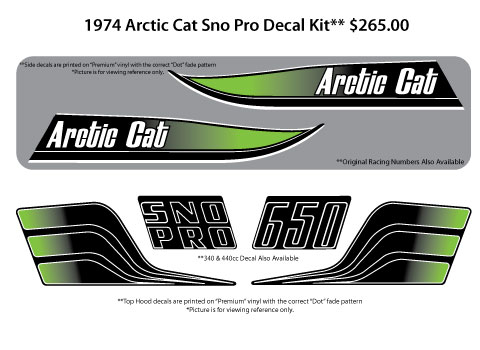 1974 Arctic Cat Sno Pro Decal Kit** $265.00
**Side decals are printed on "Premium" vinyl with the correct "Dot" fade pattern
*Picture is for viewing reference only.
Arctic Cat
Arctic Cat
**Original Racing Numbers Also Available
SNO
PRO
650
**340 & 440cc Decal Also Available
**Top Hood decals are printed on "Premium" vinyl with the correct "Dot" fade pattern
*Picture is for viewing reference only.